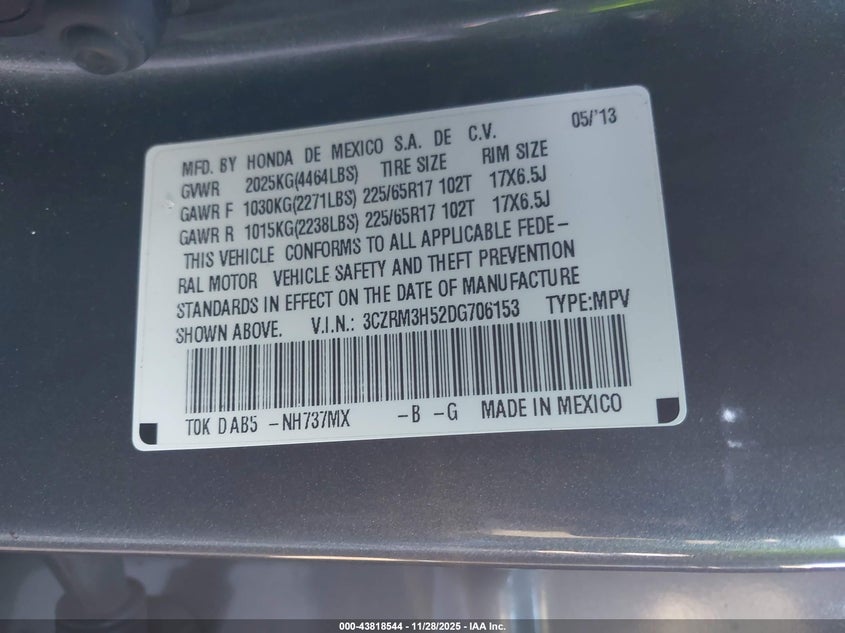 MFD. BY HONDA DE MEXICO S.A. DE C.V. 05/'13
GVWR 2025KG(4464LBS) TIRE SIZE RIM SIZE
GAWR F 1030KG(2271LBS) 225/65R17 102T 17X6.5J
GAWR R 1015KG(2238LBS) 225/65R17 102T 17X6.5J
THIS VEHICLE CONFORMS TO ALL APPLICABLE FEDE-
RAL MOTOR VEHICLE SAFETY AND THEFT PREVENTION
STANDARDS IN EFFECT ON THE DATE OF MANUFACTURE
SHOWN ABOVE. V.I.N.: 3CZRM3H52DG706153 TYPE:MPV
T0K DAB5 -NH737MX -B -G MADE IN MEXICO
000-43818544 — 11/28/2025 — IAA Inc.